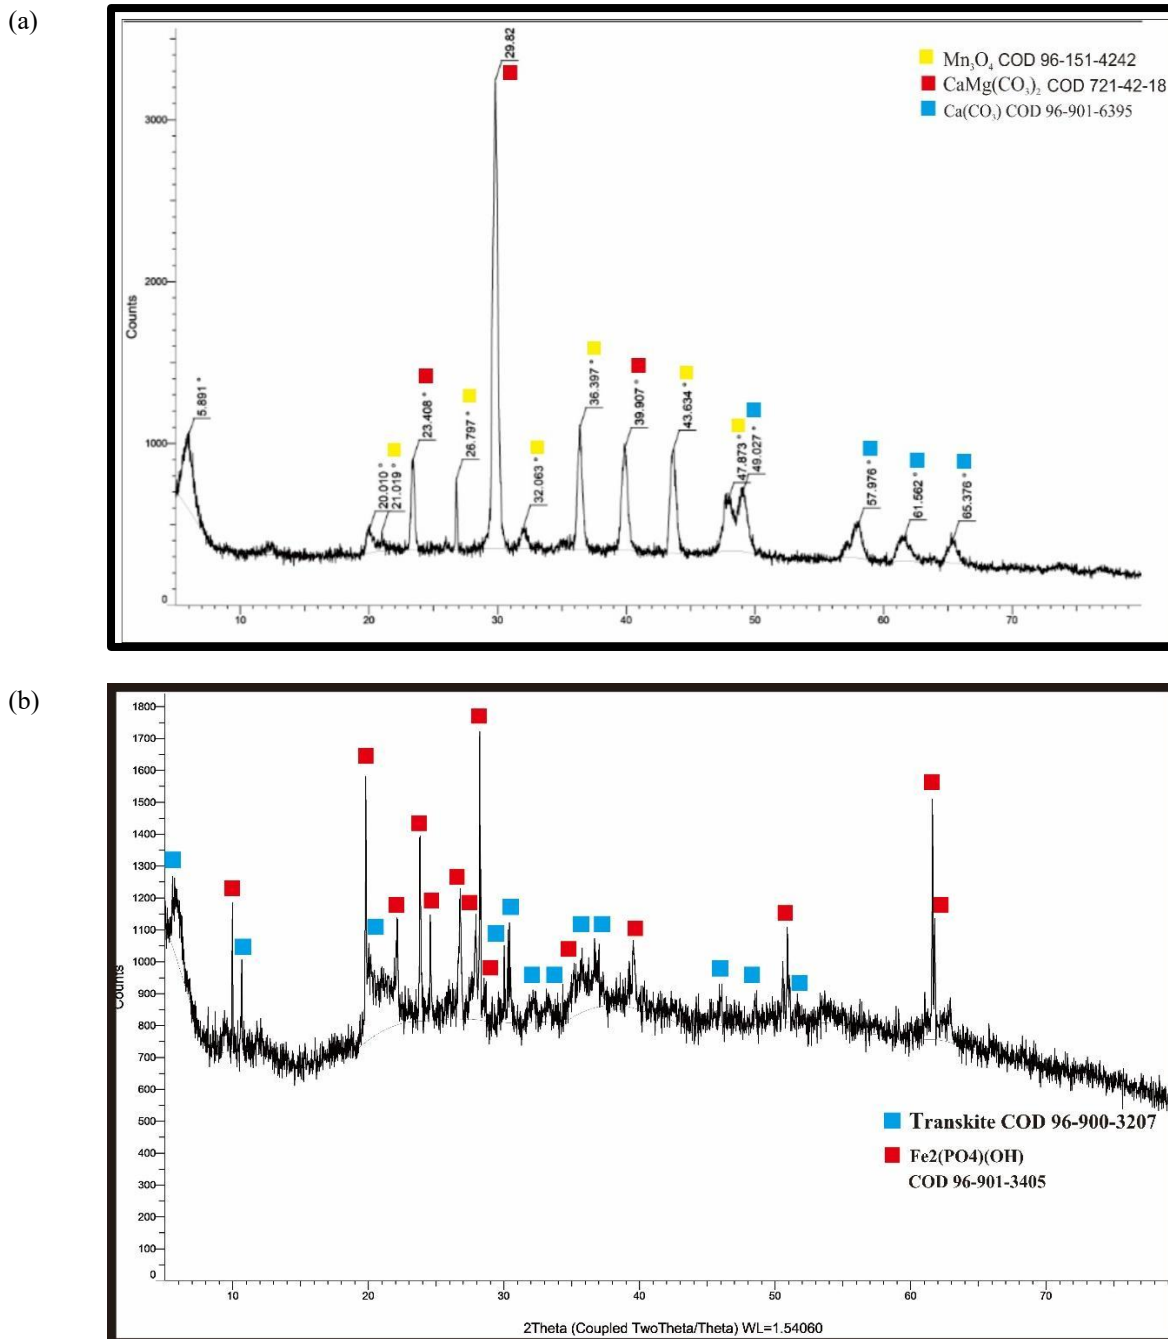 (a)
Mn₃O₄ COD 96-151-4242
CaMg(CO₃)₂ COD 721-42-18
Ca(CO₃) COD 96-901-6395
Counts
3000
2000
1000
0
5.891 °
20.010 °
21.019 °
23.408 °
26.797 °
29.82
32.063 °
36.397 °
39.907 °
43.634 °
47.873 °
49.027 °
57.976 °
61.562 °
65.376 °
10 20 30 40 50 60 70
(b)
1800
1700
1600
1500
1400
1300
1200
1100
1000
900
800
700
600
500
400
300
200
100
0
Counts
Transkite COD 96-900-3207
Fe2(PO4)(OH)
COD 96-901-3405
10 20 30 40 50 60 70
2Theta (Coupled TwoTheta/Theta) WL=1.54060